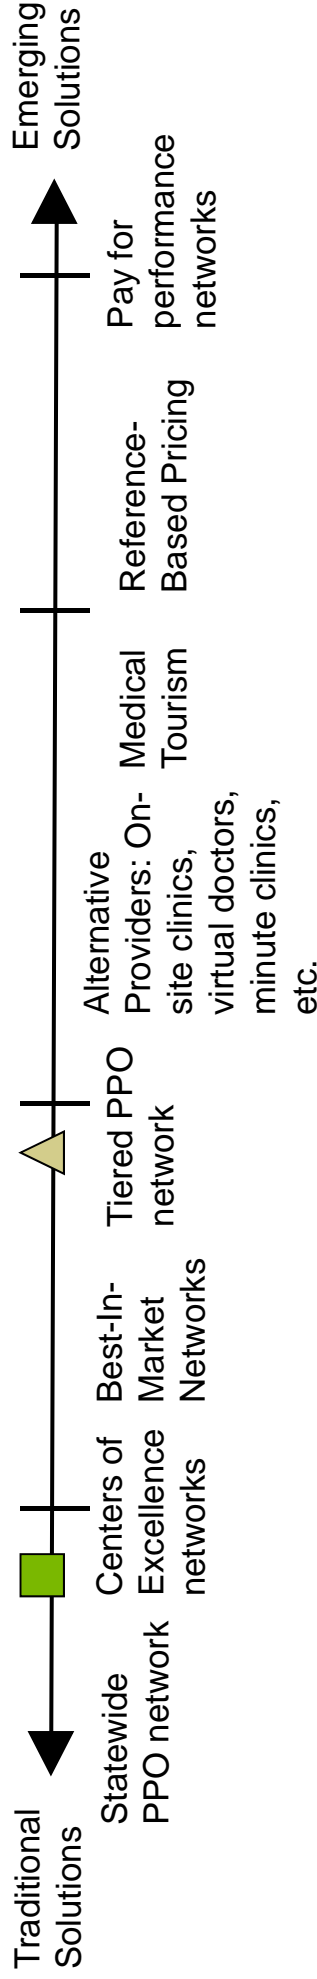 Traditional
Solutions
Statewide
PPO network
Centers of
Excellence
networks
Best-In-
Market
Networks
Tiered PPO
network
Alternative
Providers: On-
site clinics,
virtual doctors,
minute clinics,
etc.
Medical
Tourism
Reference-
Based Pricing
Pay for
performance
networks
Emerging
Solutions